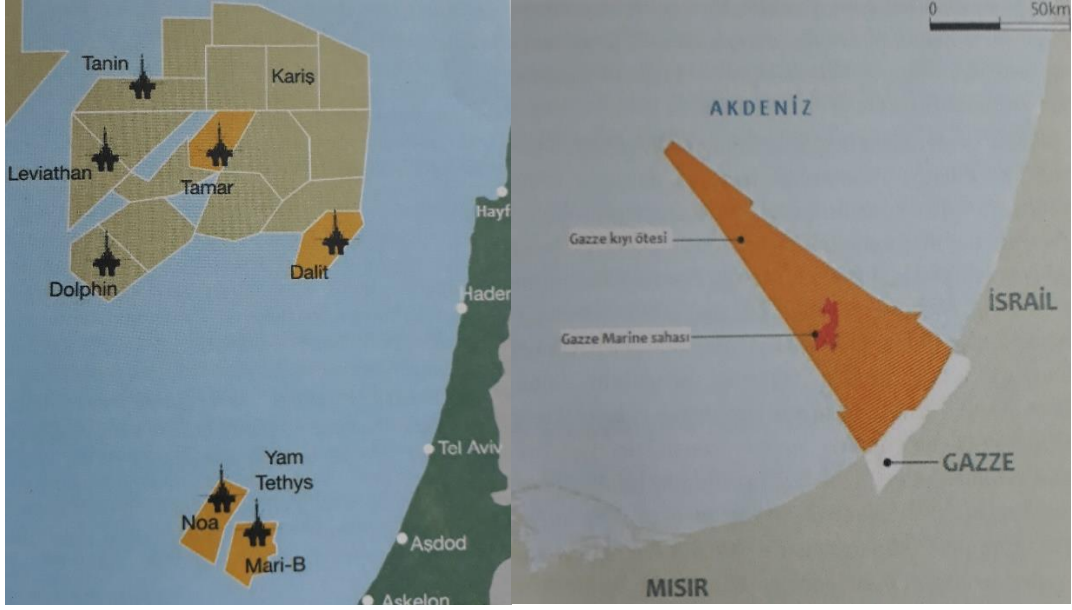 Tanin
Kariş
Leviathan
Tamar
Hayf
Dalit
Dolphin
Hader
Tel Aviv
Yam
Tethys
Noa
Mari-B
Aşdod
Aşkelon
0 50km
AKDENİZ
Gazze kıyı ötesi
İSRAİL
Gazze Marine sahası
GAZZE
MISIR